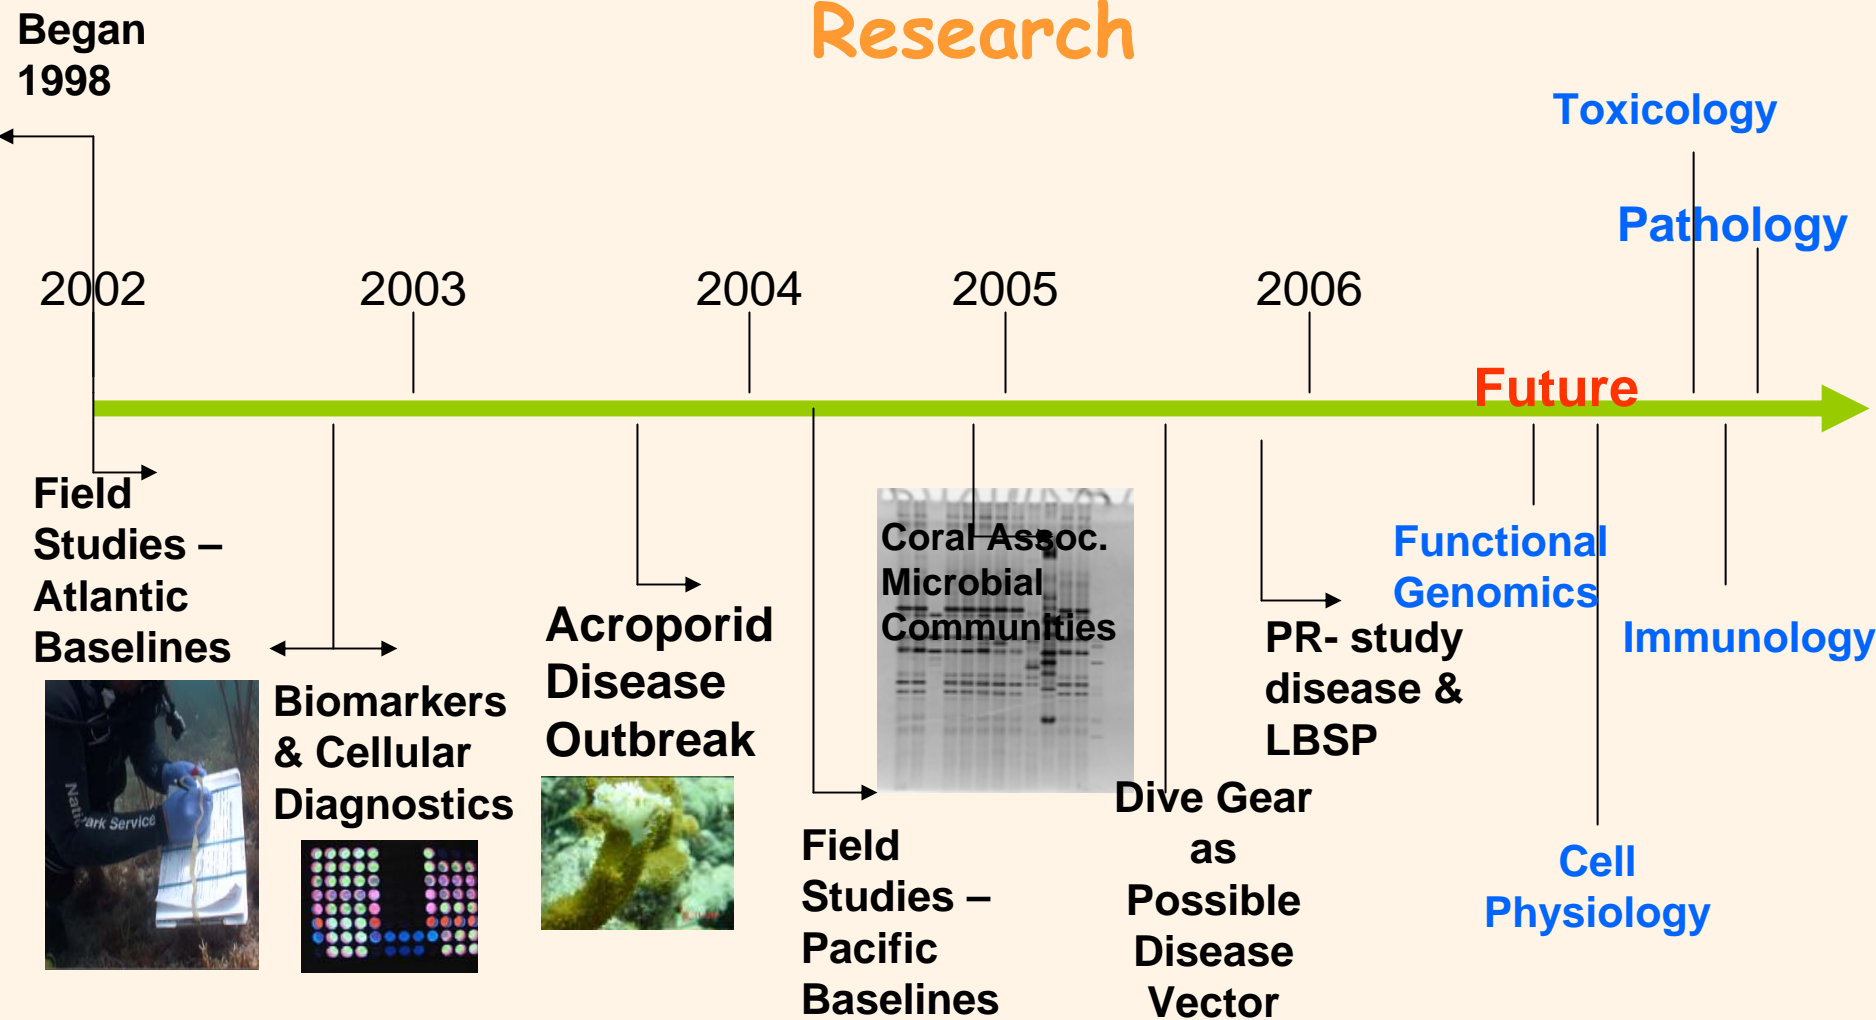 Research
Began
1998
Toxicology
Pathology
2002
2003
2004
2005
2006
Future
Field
Studies –
Atlantic
Baselines
Biomarkers
& Cellular
Diagnostics
Acroporid
Disease
Outbreak
Field
Studies –
Pacific
Baselines
Coral Assoc.
Microbial
Communities
Dive Gear
as
Possible
Disease
Vector
PR- study
disease &
LBSP
Functional
Genomics
Cell
Physiology
Immunology
Park Service